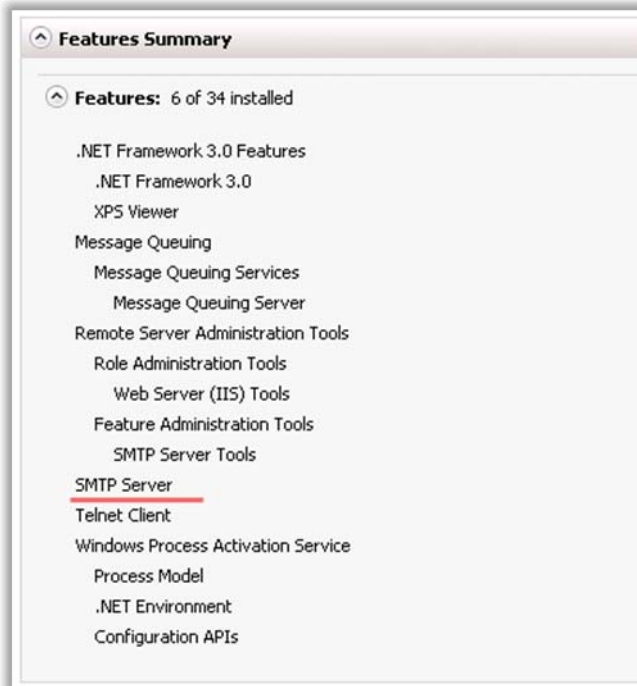 Features Summary
Features: 6 of 34 installed
.NET Framework 3.0 Features
.NET Framework 3.0
XPS Viewer
Message Queuing
Message Queuing Services
Message Queuing Server
Remote Server Administration Tools
Role Administration Tools
Web Server (IIS) Tools
Feature Administration Tools
SMTP Server Tools
SMTP Server
Telnet Client
Windows Process Activation Service
Process Model
.NET Environment
Configuration APIs